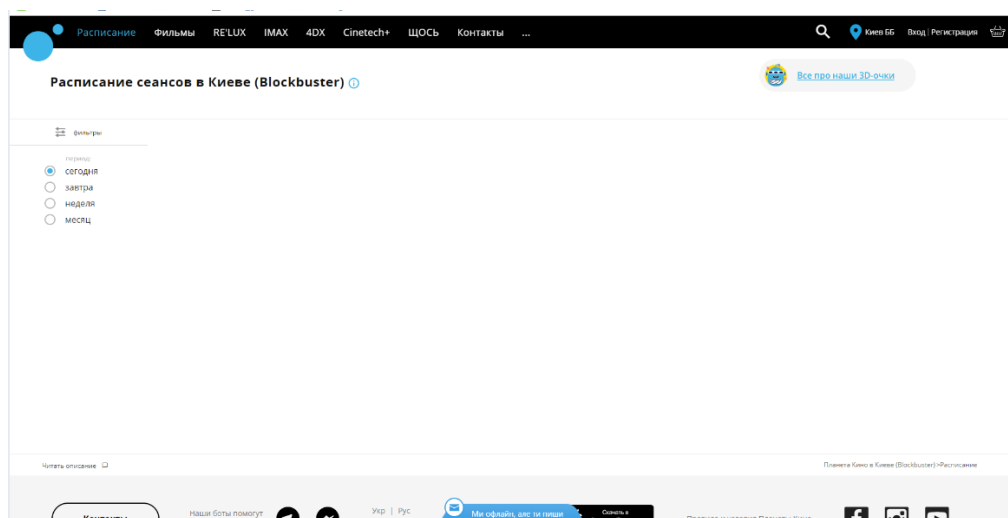 Расписание Фильмы RE'LUX IMAX 4DX Cinetech+ ЩОСЬ Контакты ... Киев ББ Вход | Регистрация
Расписание сеансов в Киеве (Blockbuster)
Все про наши 3D-очки
фильтры
период:
сегодня
завтра
неделя
месяц
Читать описание
Планета Кино в Киеве (Blockbuster)>Расписание
Контакты
Наши боты помогут
Укр | Рус
Ми офлайн, але ти пиши
Скачать в